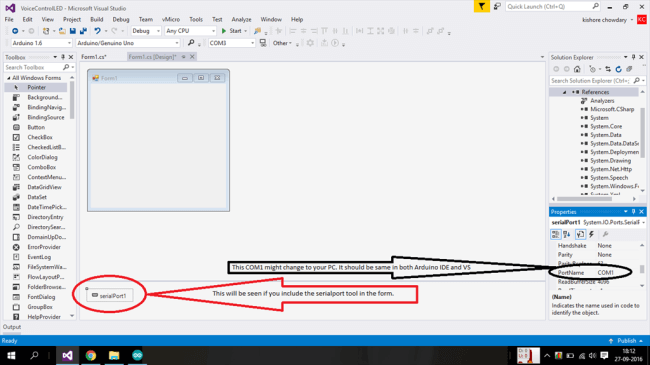 VoiceControlLED - Microsoft Visual Studio
Quick Launch (Ctrl+Q)
File Edit View Project Build Debug Team vMicro Tools Test Analyze Window Help
kishore chowdary KC
Debug Any CPU Start
Arduino 1.6 Arduino/Genuino Uno COM1 Other
Toolbox
Search Toolbox
All Windows Forms
Pointer
Background...
BindingNavig...
BindingSource
Button
CheckBox
CheckedListB...
ColorDialog
ComboBox
ContextMenu...
DataGridView
DataSet
DateTimePick...
DirectoryEntry
DirectorySear...
DomainUpDo...
ErrorProvider
EventLog
FileSystemWa...
FlowLayoutP...
FolderBrowse...
FontDialog
GroupBox
HelpProvider
Form1.cs* Form1.cs [Design]*
Form1
This COM1 might change to your PC. It should be same in both Arduino IDE and VS
serialPort1
This will be seen if you include the serialport tool in the form.
Solution Explorer
Search Solution Explorer (Ctrl+;)
References
Analyzers
Microsoft.CSharp
System
System.Core
System.Data
System.Data.DataS
System.Deploymen
System.Drawing
System.Net.Http
System.Speech
System.Windows.F
System.Xml
Properties
serialPort1 System.IO.Ports.SerialP
Handshake None
Parity None
PortName COM1
ReadBufferSize 4096
(Name)
Indicates the name used in code to
identify the object.
Output
Ready
Publish
18:12
27-09-2016